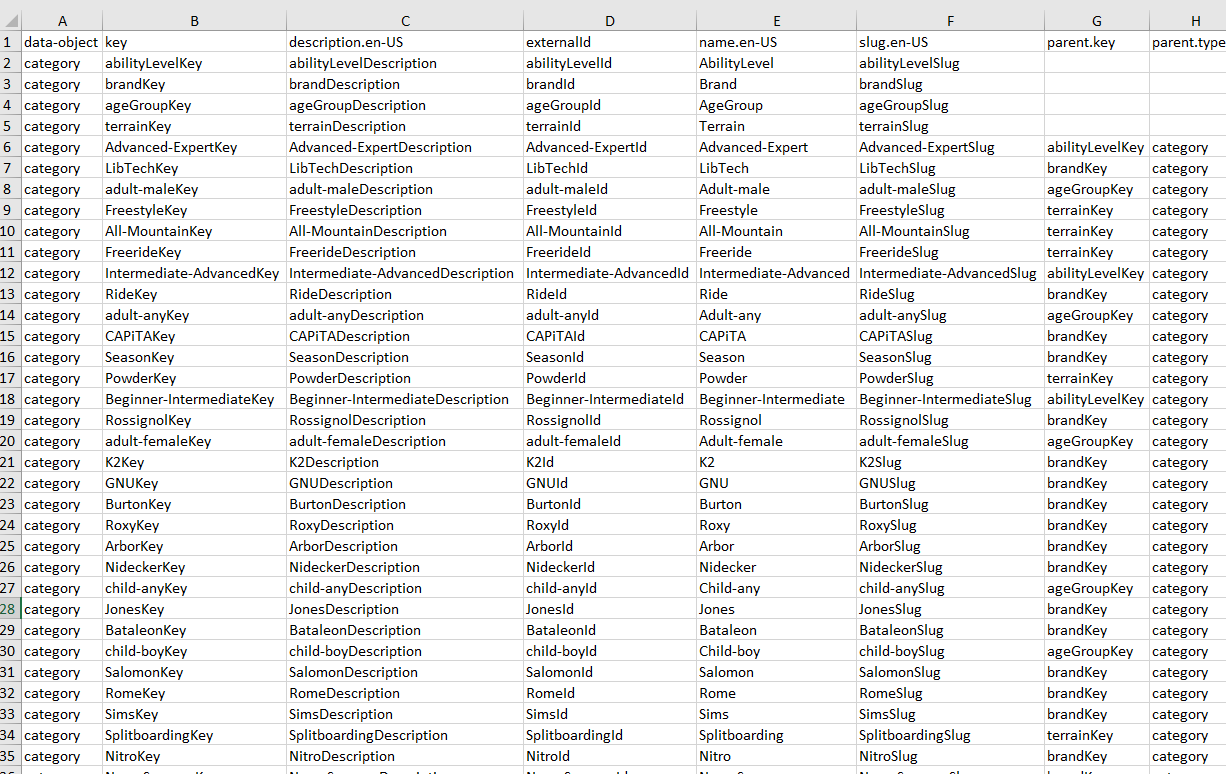 A B C D E F G H
1 data-object key description.en-US externalId name.en-US slug.en-US parent.key parent.type
2 category abilityLevelKey abilityLevelDescription abilityLevelId AbilityLevel abilityLevelSlug
3 category brandKey brandDescription brandId Brand brandSlug
4 category ageGroupKey ageGroupDescription ageGroupId AgeGroup ageGroupSlug
5 category terrainKey terrainDescription terrainId Terrain terrainSlug
6 category Advanced-ExpertKey Advanced-ExpertDescription Advanced-ExpertId Advanced-Expert Advanced-ExpertSlug abilityLevelKey category
7 category LibTechKey LibTechDescription LibTechId LibTech LibTechSlug brandKey category
8 category adult-maleKey adult-maleDescription adult-maleId Adult-male adult-maleSlug ageGroupKey category
9 category FreestyleKey FreestyleDescription FreestyleId Freestyle FreestyleSlug terrainKey category
10 category All-MountainKey All-MountainDescription All-MountainId All-Mountain All-MountainSlug terrainKey category
11 category FreerideKey FreerideDescription FreerideId Freeride FreerideSlug terrainKey category
12 category Intermediate-AdvancedKey Intermediate-AdvancedDescription Intermediate-AdvancedId Intermediate-Advanced Intermediate-AdvancedSlug abilityLevelKey category
13 category RideKey RideDescription RideId Ride RideSlug brandKey category
14 category adult-anyKey adult-anyDescription adult-anyId Adult-any adult-anySlug ageGroupKey category
15 category CAPiTAKey CAPiTADescription CAPiTAId CAPiTA CAPiTASlug brandKey category
16 category SeasonKey SeasonDescription SeasonId Season SeasonSlug brandKey category
17 category PowderKey PowderDescription PowderId Powder PowderSlug terrainKey category
18 category Beginner-IntermediateKey Beginner-IntermediateDescription Beginner-IntermediateId Beginner-Intermediate Beginner-IntermediateSlug abilityLevelKey category
19 category RossignolKey RossignolDescription RossignolId Rossignol RossignolSlug brandKey category
20 category adult-femaleKey adult-femaleDescription adult-femaleId Adult-female adult-femaleSlug ageGroupKey category
21 category K2Key K2Description K2Id K2 K2Slug brandKey category
22 category GNUKey GNUDescription GNUId GNU GNUSlug brandKey category
23 category BurtonKey BurtonDescription BurtonId Burton BurtonSlug brandKey category
24 category RoxyKey RoxyDescription RoxyId Roxy RoxySlug brandKey category
25 category ArborKey ArborDescription ArborId Arbor ArborSlug brandKey category
26 category NideckerKey NideckerDescription NideckerId Nidecker NideckerSlug brandKey category
27 category child-anyKey child-anyDescription child-anyId Child-any child-anySlug ageGroupKey category
28 category JonesKey JonesDescription JonesId Jones JonesSlug brandKey category
29 category BataleonKey BataleonDescription BataleonId Bataleon BataleonSlug brandKey category
30 category child-boyKey child-boyDescription child-boyId Child-boy child-boySlug ageGroupKey category
31 category SalomonKey SalomonDescription SalomonId Salomon SalomonSlug brandKey category
32 category RomeKey RomeDescription RomeId Rome RomeSlug brandKey category
33 category SimsKey SimsDescription SimsId Sims SimsSlug brandKey category
34 category SplitboardingKey SplitboardingDescription SplitboardingId Splitboarding SplitboardingSlug terrainKey category
35 category NitroKey NitroDescription NitroId Nitro NitroSlug brandKey category